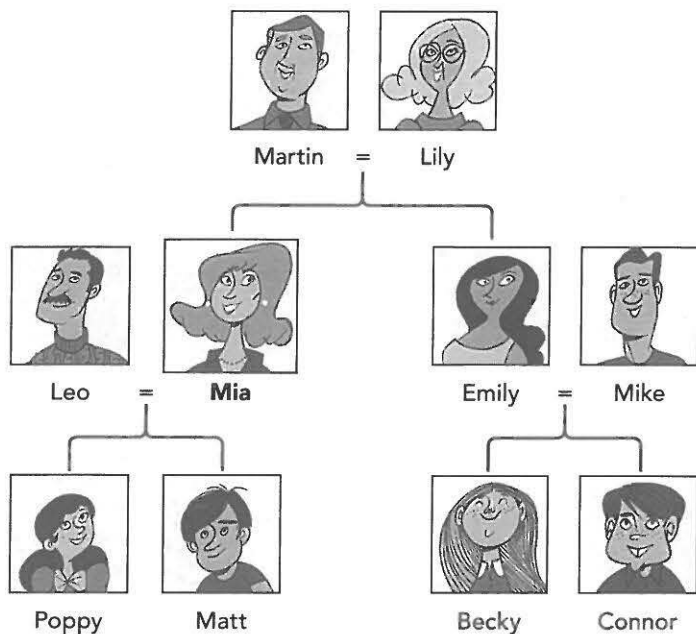 Martin = Lily
Leo = Mia Emily = Mike
Poppy Matt Becky Connor